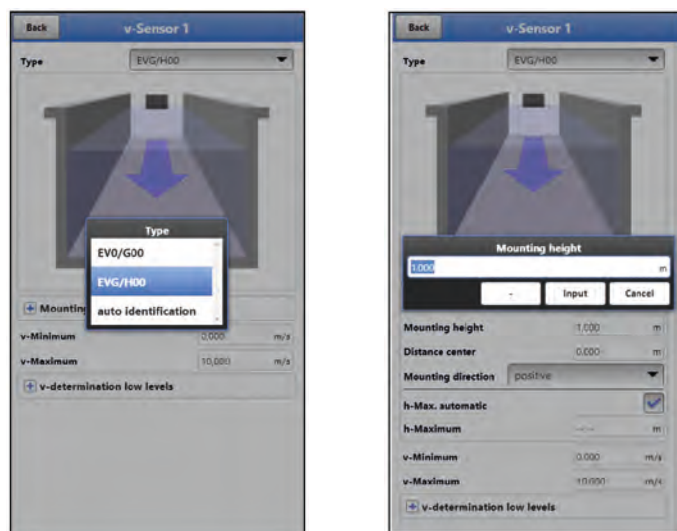 Back v-Sensor 1
Type EVG/H00
Type
EV0/G00
EVG/H00
auto identification
Mounting
v-Minimum 0,000 m/s
v-Maximum 10,000 m/s
v-determination low levels
Back v-Sensor 1
Type EVG/H00
Mounting height
1.000 m
- Input Cancel
Mounting height 1,000 m
Distance center 0,000 m
Mounting direction positive
h-Max. automatic
h-Maximum m
v-Minimum 0.000 m/s
v-Maximum 10.000 m/s
v-determination low levels